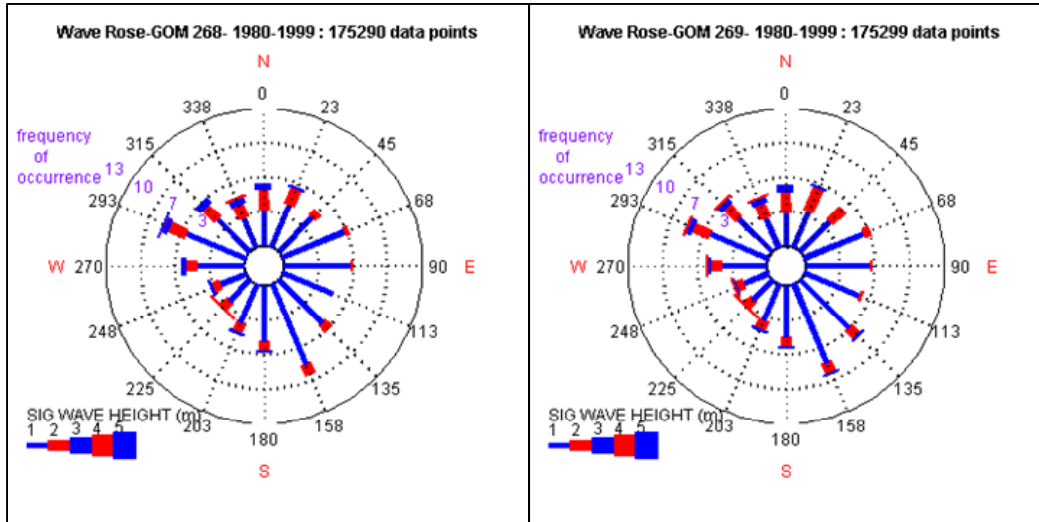 Wave Rose-GOM 268- 1980-1999 : 175290 data points
N
0
338 23
frequency
of
occurrence
315 45
13
10
293 68
7
3
W 270 90 E
248 113
225 135
203 158
180
S
SIG WAVE HEIGHT (m)
1 2 3 4 5
Wave Rose-GOM 269- 1980-1999 : 175299 data points
N
0
338 23
frequency
of
occurrence
315 45
13
10
293 68
7
3
W 270 90 E
248 113
225 135
203 158
180
S
SIG WAVE HEIGHT (m)
1 2 3 4 5